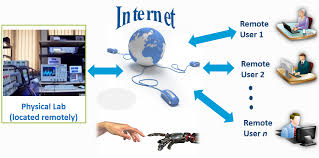 Internet
Remote
User 1
Remote
User 2
Remote
User n
Physical Lab
(located remotely)